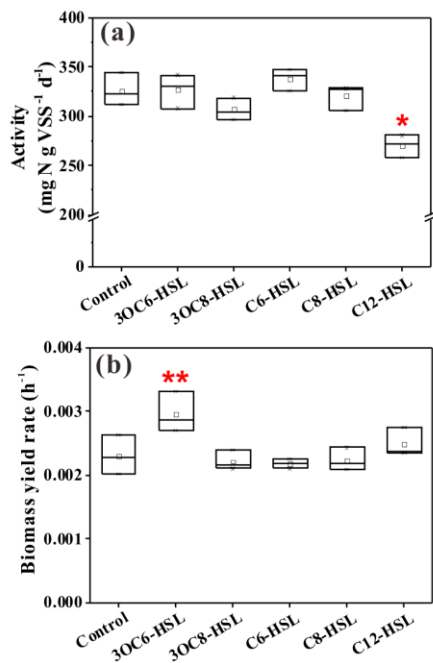 (a)
Activity
(mg N g VSS⁻¹ d⁻¹)
400
350
300
250
200
0
*
Control
3OC6-HSL
3OC8-HSL
C6-HSL
C8-HSL
C12-HSL
(b)
Biomass yield rate (h⁻¹)
0.004
0.003
0.002
0.001
0.000
**
Control
3OC6-HSL
3OC8-HSL
C6-HSL
C8-HSL
C12-HSL